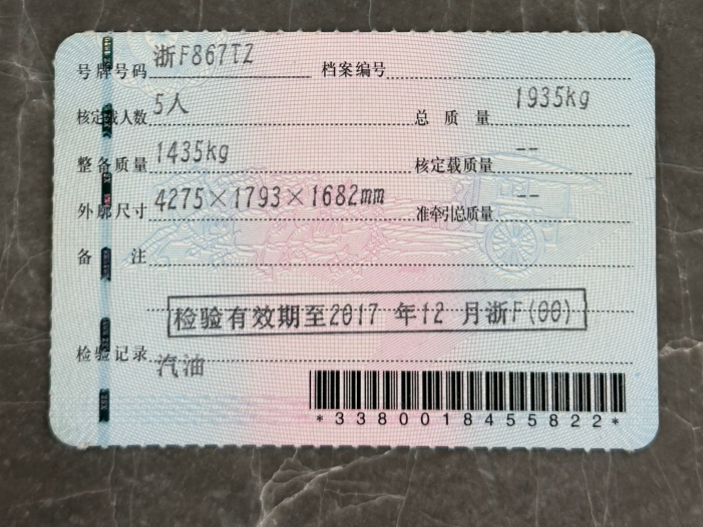 号牌号码 浙F867TZ 档案编号
核定载人数 5人 总质量 1935kg
整备质量 1435kg 核定载质量 --
外廓尺寸 4275×1793×1682mm 准牵引总质量 --
备注
检验有效期至2017年12月浙F(00)
检验记录 汽油
*3380018455822*